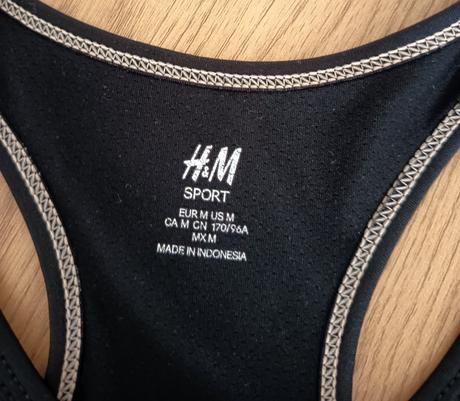 H&M
SPORT
EUR M US M
CA M CN 170/96A
MX M
MADE IN INDONESIA